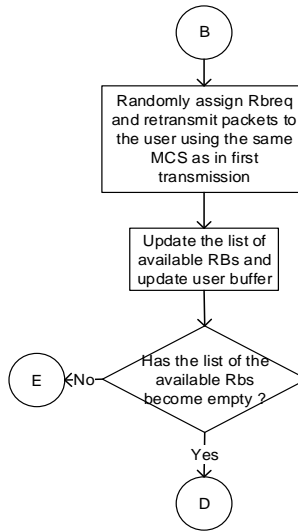 B
Randomly assign Rbreq
and retransmit packets to
the user using the same
MCS as in first
transmission
Update the list of
available RBs and
update user buffer
Has the list of the
available Rbs
become empty ?
E
No
Yes
D